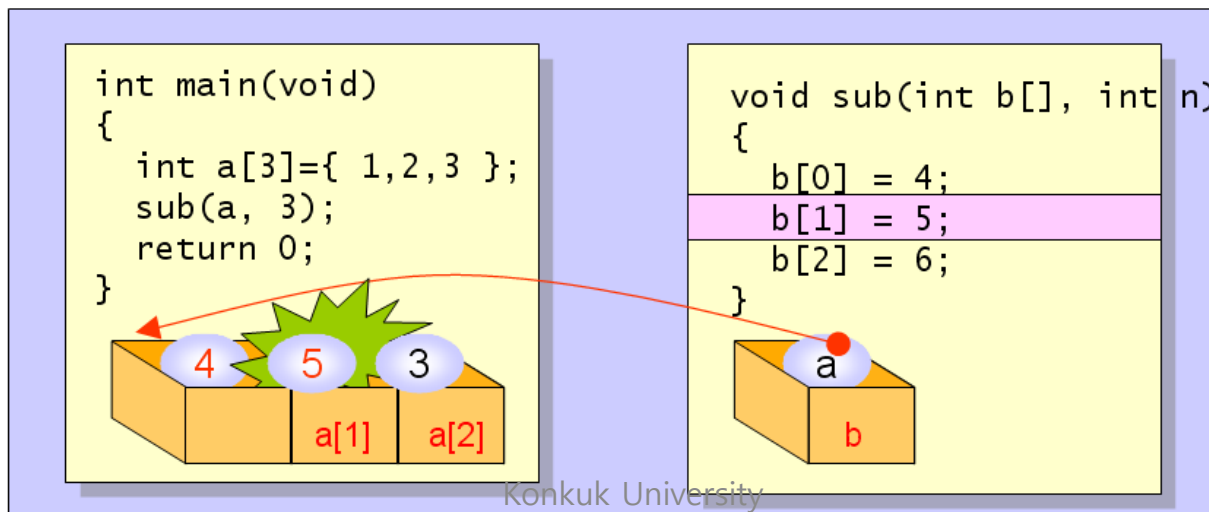 int main(void)
{
int a[3]={ 1,2,3 };
sub(a, 3);
return 0;
}
4
5
3
a[1]
a[2]
void sub(int b[], int n)
{
b[0] = 4;
b[1] = 5;
b[2] = 6;
}
a
b
Konkuk University